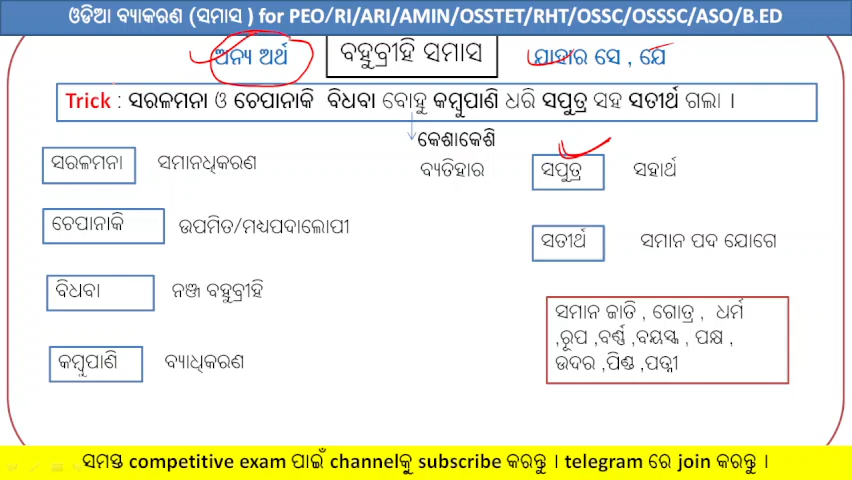 ଓଡିଆ ବ୍ୟାକରଣ (ସମାସ ) for PEO/RI/ARI/AMIN/OSSTET/RHT/OSSC/OSSSC/ASO/B.ED
ଅନ୍ୟ ଅର୍ଥ
ବହୁବ୍ରୀହି ସମାସ
ଯାହାର ସେ , ଯେ
Trick : ସରଳମନା ଓ ଚେପାନାକି ବିଧବା ବୋହୁ କମ୍ବୁପାଣି ଧରି ସପୁତ୍ର ସହ ସତୀର୍ଥ ଗଲା ।
କେଶାକେଶି
ବ୍ୟତିହାର
ସରଳମନା ସମାନଧିକରଣ
ଚେପାନାକି ଉପମିତ/ମଧ୍ୟପଦାଲୋପୀ
ବିଧବା ନଞ୍ଜ ବହୁବ୍ରୀହି
କମ୍ବୁପାଣି ବ୍ୟାଧିକରଣ
ସପୁତ୍ର ସହାର୍ଥ
ସତୀର୍ଥ ସମାନ ପଦ ଯୋଗେ
ସମାନ ଜାତି , ଗୋତ୍ର , ଧର୍ମ
,ରୂପ ,ବର୍ଣ୍ଣ ,ବୟସ୍କ , ପକ୍ଷ ,
ଉଦର ,ପିଣ୍ଡ ,ପତ୍ନୀ
ସମସ୍ତ competitive exam ପାଇଁ channelକୁ subscribe କରନ୍ତୁ । telegram ରେ join କରନ୍ତୁ ।